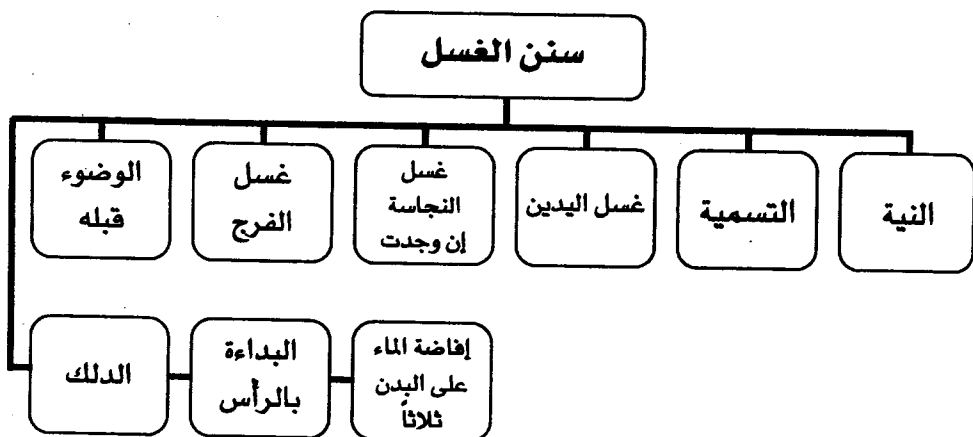 سنن الغسل
النية
التسمية
غسل اليدين
غسل
النجاسة
إن وجدت
غسل
الفرج
الوضوء
قبله
إفاضة الماء
على البدن
ثلاثاً
البداءة
بالرأس
الدلك